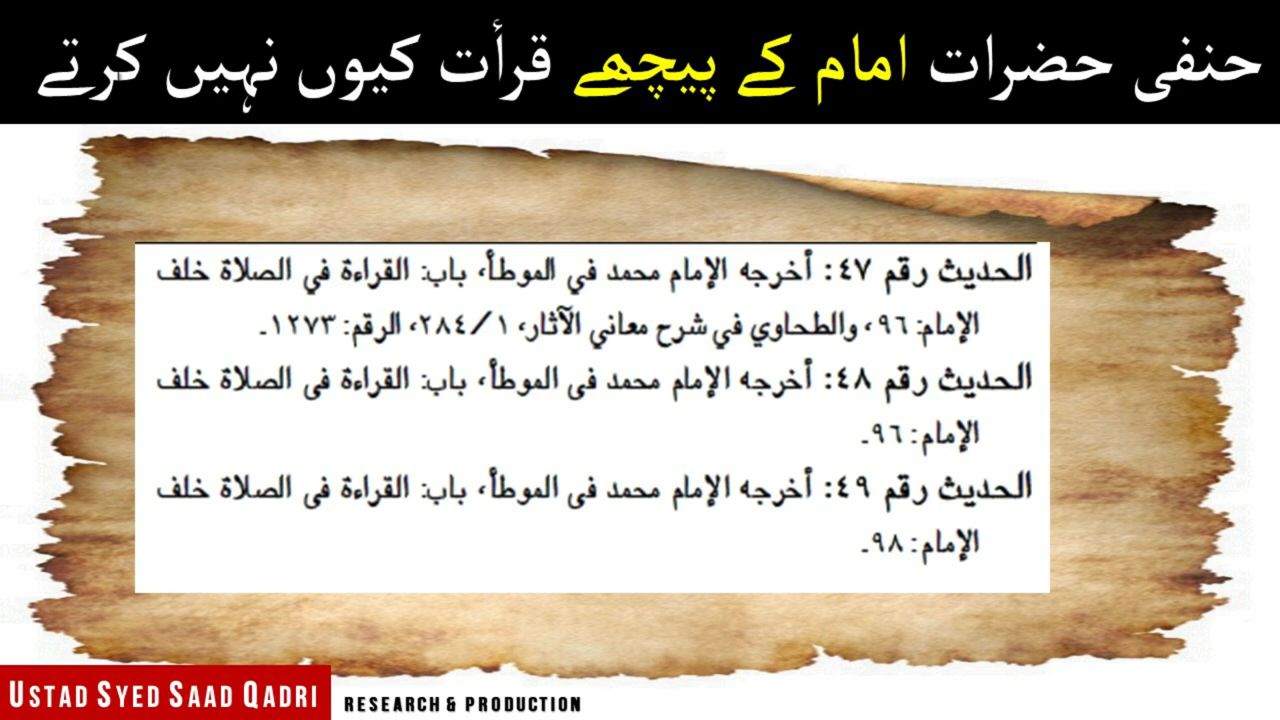 حنفی حضرات امام کے پیچھے قرأت کیوں نہیں کرتے
الحديث رقم ٤٧: أخرجه الإمام محمد في الموطأ، باب: القراءة في الصلاة خلف
الإمام: ٩٦، والطحاوي في شرح معاني الآثار، ١/٢٨٤، الرقم: ١٢٧٣۔
الحديث رقم ٤٨: أخرجه الإمام محمد فى الموطأ، باب: القراءة فى الصلاة خلف
الإمام: ٩٦۔
الحديث رقم ٤٩: أخرجه الإمام محمد فى الموطأ، باب: القراءة فى الصلاة خلف
الإمام: ٩٨۔
USTAD SYED SAAD QADRI RESEARCH & PRODUCTION